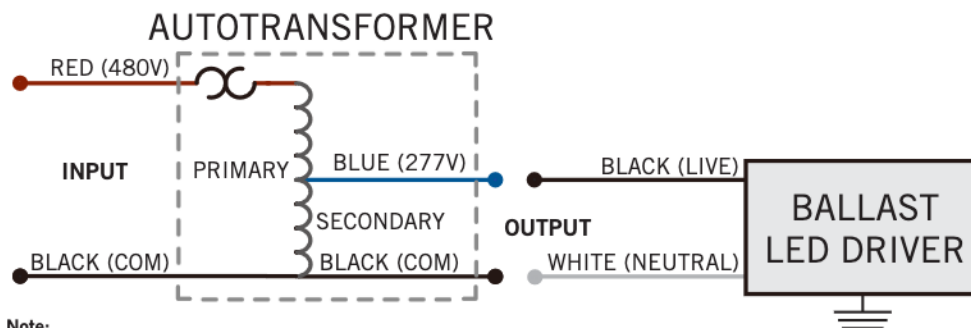 AUTOTRANSFORMER
RED (480V)
INPUT
PRIMARY
BLUE (277V)
BLACK (LIVE)
SECONDARY
OUTPUT
BALLAST
LED DRIVER
BLACK (COM)
BLACK (COM)
WHITE (NEUTRAL)
Note: